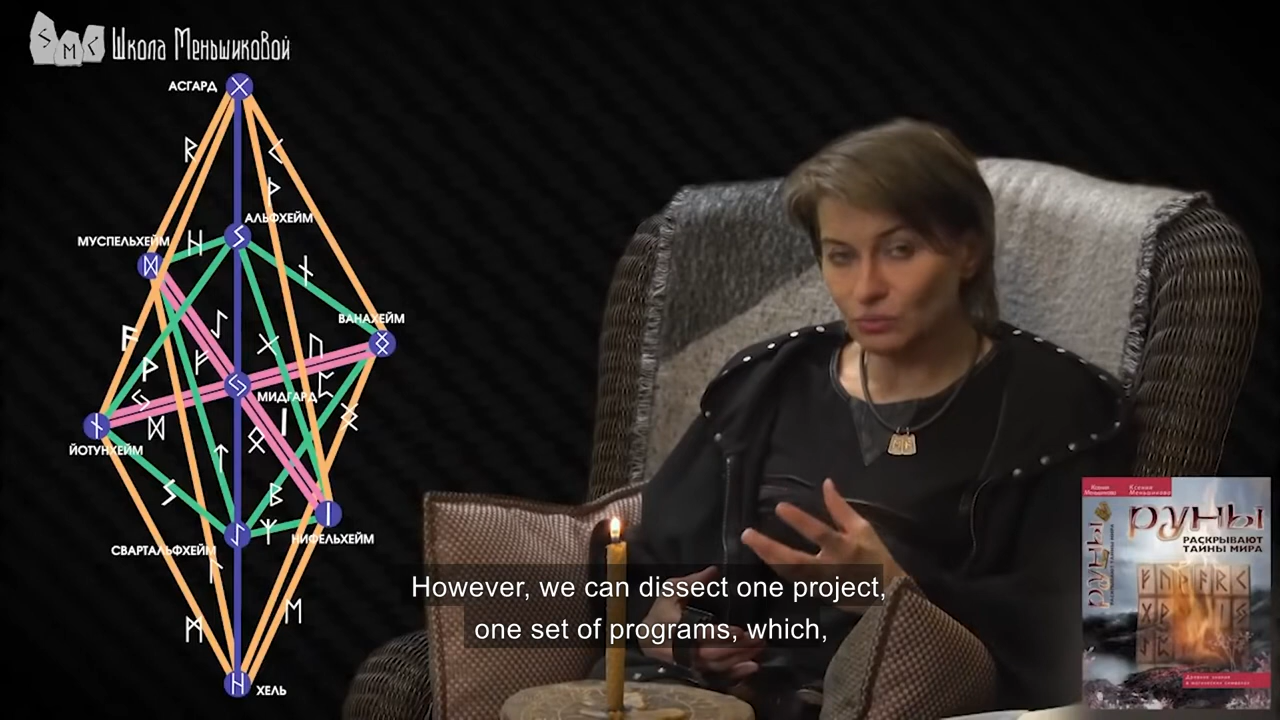 Школа Меньшиковой
АСГАРД
АЛЬФХЕЙМ
МУСПЕЛЬХЕЙМ
ВАНАХЕЙМ
МИДГАРД
ЙОТУНХЕЙМ
НИФЕЛЬХЕЙМ
СВАРТАЛЬФХЕЙМ
ХЕЛЬ
However, we can dissect one project,
one set of programs, which,
Ксения
Меньшикова
руны
РАСКРЫВАЮТ
ТАЙНЫ МИРА